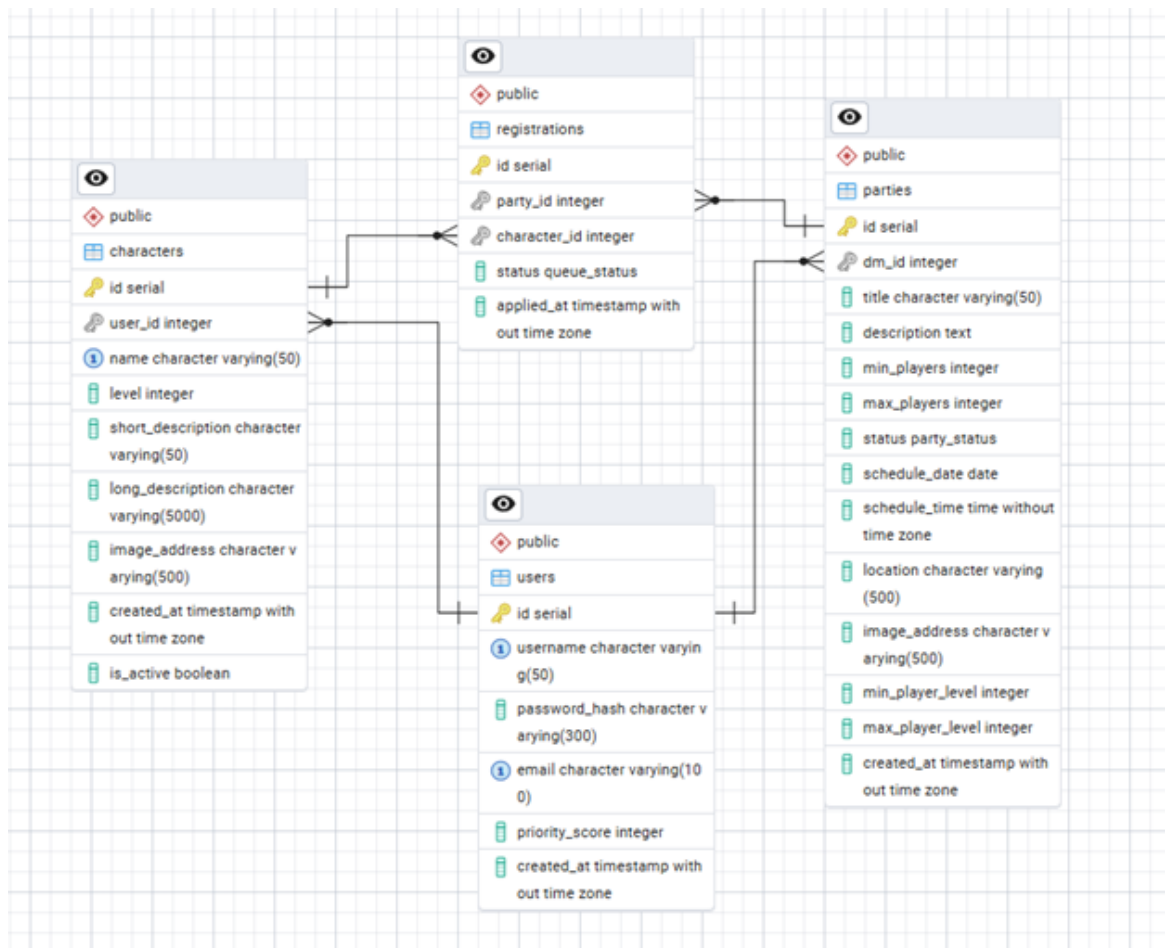 public
registrations
id serial
party_id integer
character_id integer
status queue_status
applied_at timestamp with
out time zone
public
parties
id serial
dm_id integer
title character varying(50)
description text
min_players integer
max_players integer
status party_status
schedule_date date
schedule_time time without
time zone
location character varying
(500)
image_address character v
arying(500)
min_player_level integer
max_player_level integer
created_at timestamp with
out time zone
public
characters
id serial
user_id integer
1 name character varying(50)
level integer
short_description character
varying(50)
long_description character
varying(5000)
image_address character v
arying(500)
created_at timestamp with
out time zone
is_active boolean
public
users
id serial
1 username character varyin
g(50)
password_hash character v
arying(300)
1 email character varying(10
0)
priority_score integer
created_at timestamp with
out time zone